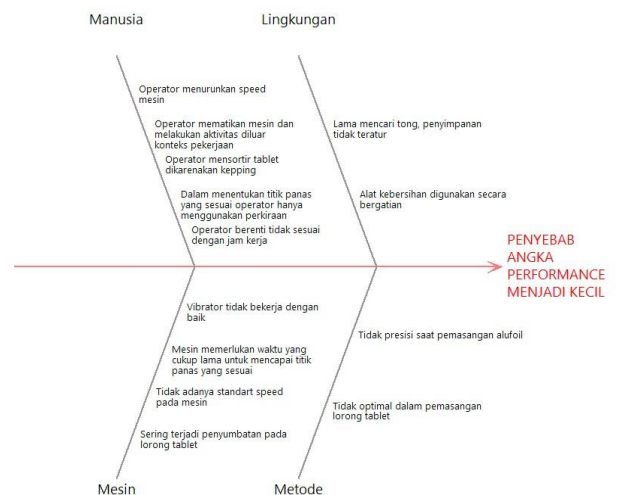 Manusia
Lingkungan
Operator menurunkan speed
mesin
Operator mematikan mesin dan
melakukan aktivitas diluar
konteks pekerjaan
Operator mensortir tablet
dikarenakan kepping
Dalam menentukan titik panas
yang sesuai operator hanya
menggunakan perkiraan
Operator berenti tidak sesuai
dengan jam kerja
Lama mencari tong, penyimpanan
tidak teratur
Alat kebersihan digunakan secara
bergatian
PENYEBAB
ANGKA
PERFORMANCE
MENJADI KECIL
Vibrator tidak bekerja dengan
baik
Mesin memerlukan waktu yang
cukup lama untuk mencapai titik
panas yang sesuai
Tidak adanya standart speed
pada mesin
Sering terjadi penyumbatan pada
lorong tablet
Tidak presisi saat pemasangan alufoil
Tidak optimal dalam pemasangan
lorong tablet
Mesin
Metode